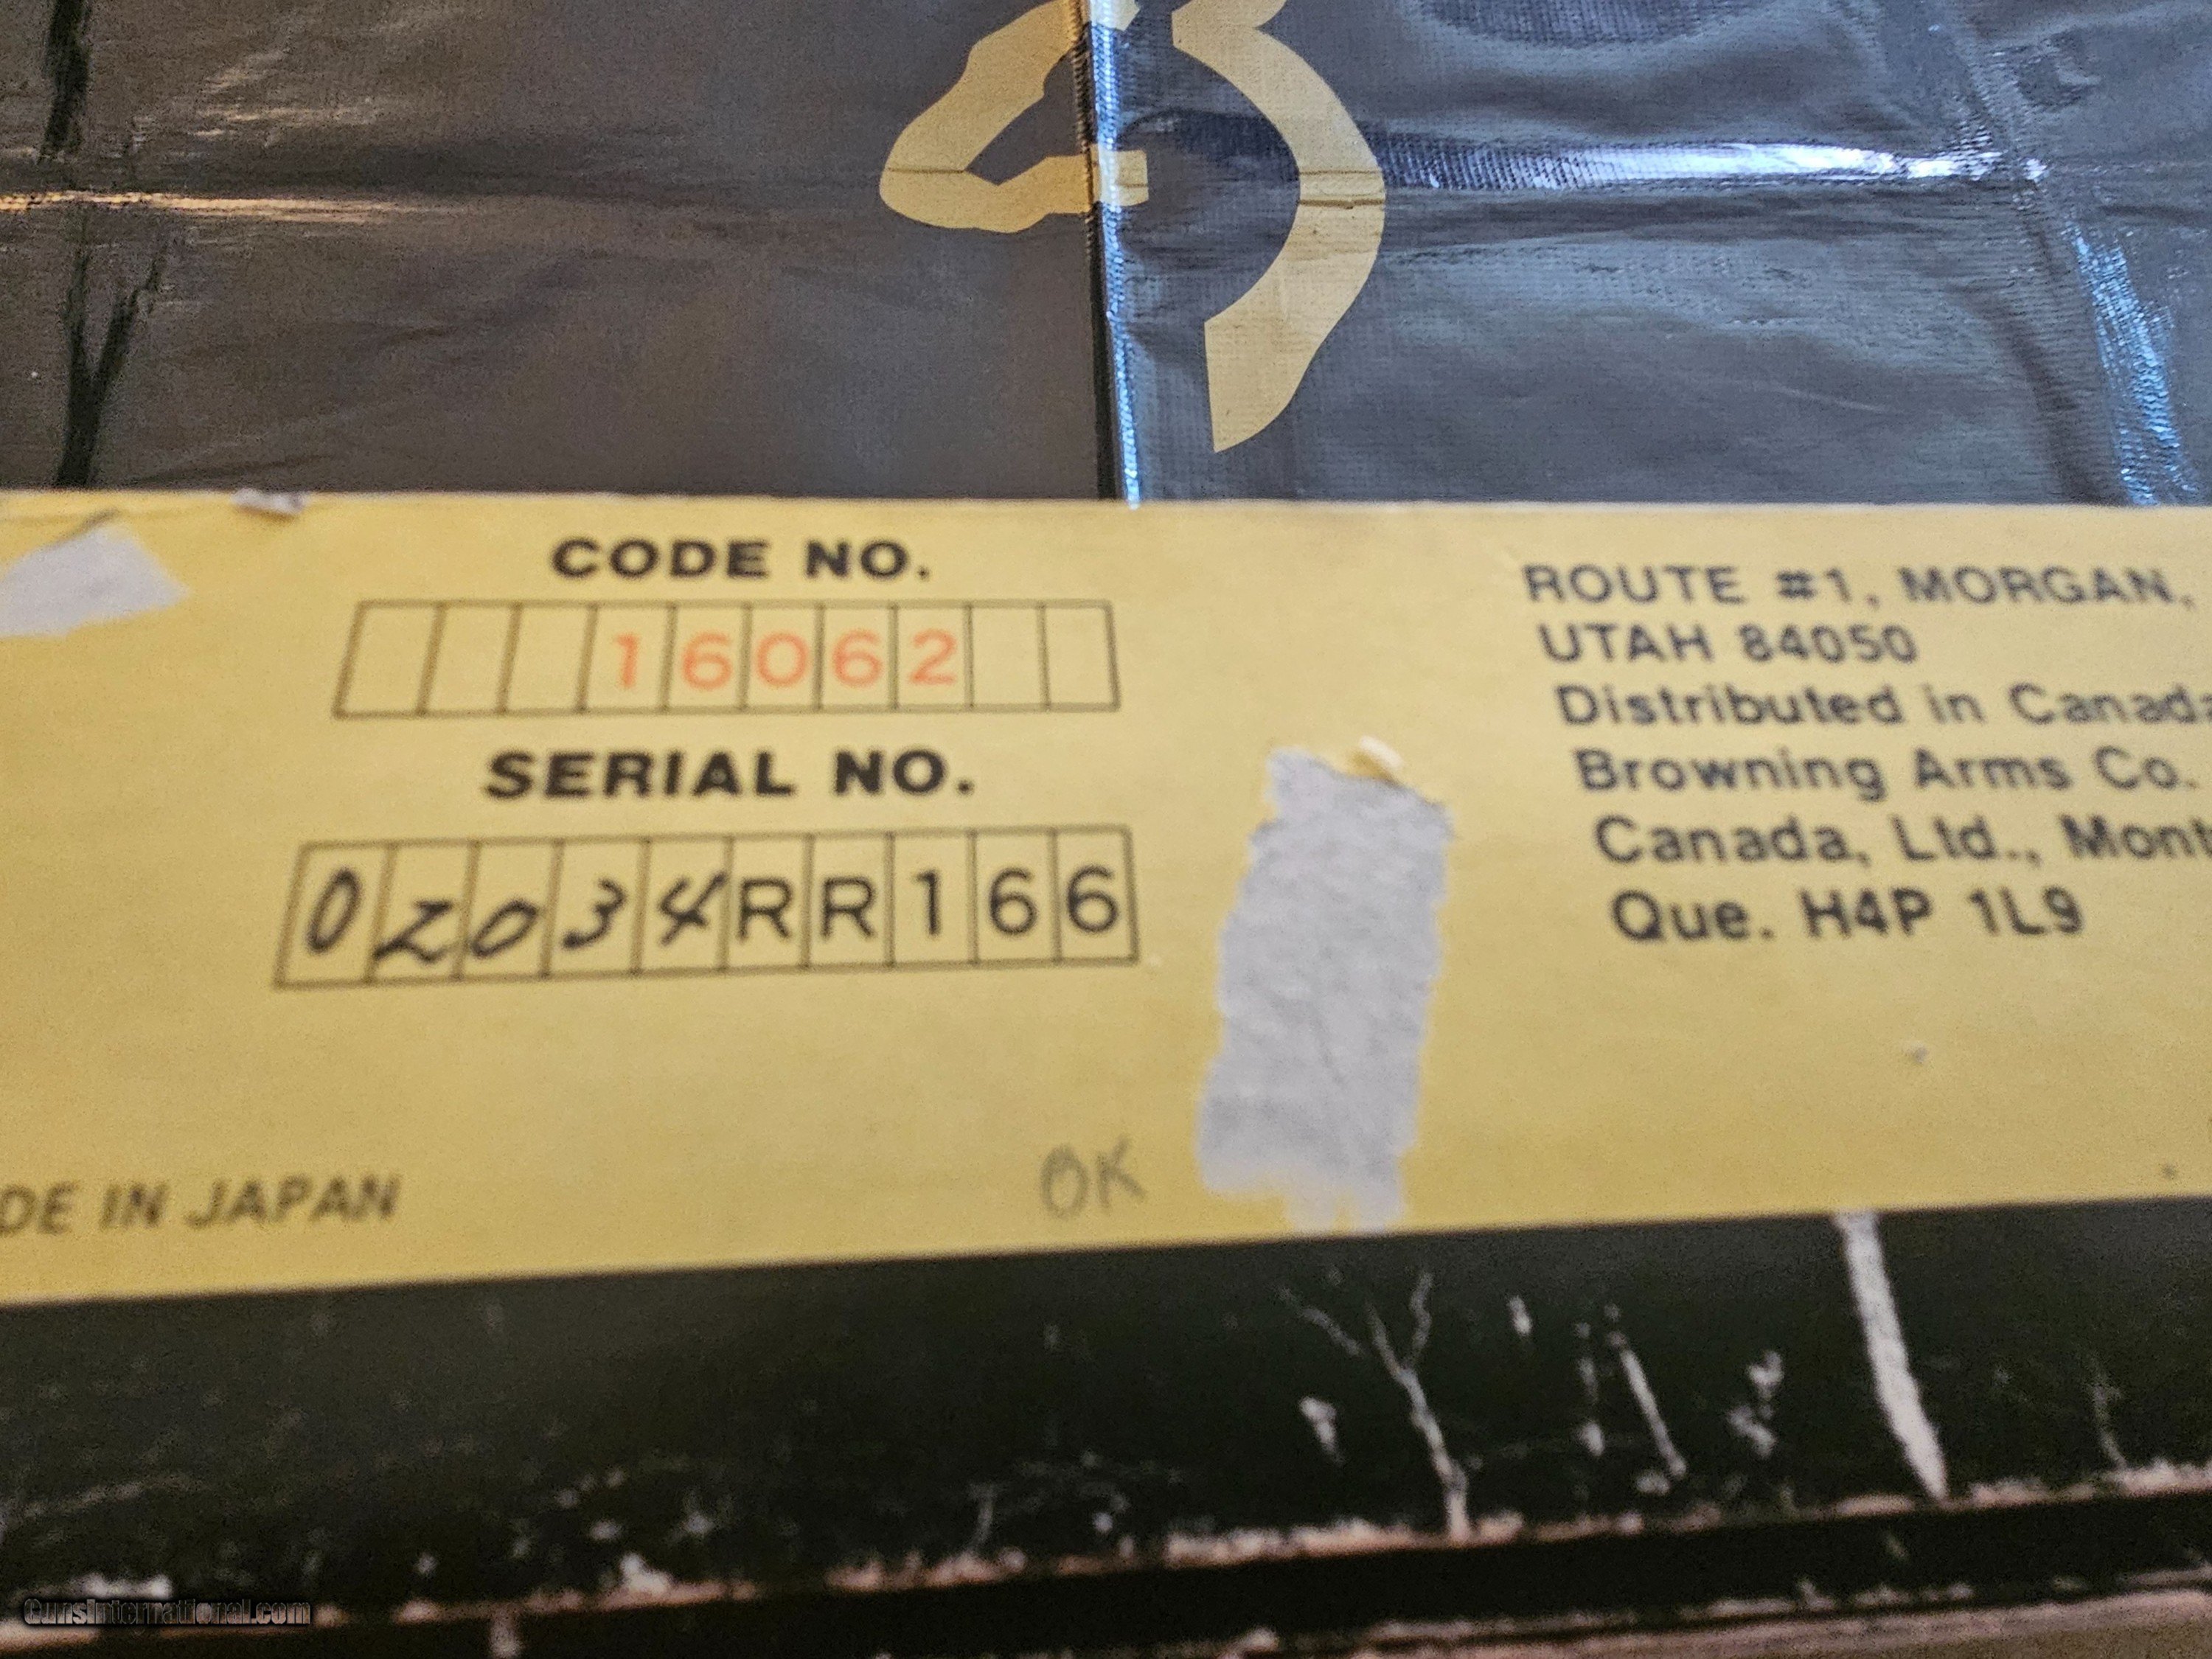 CODE NO.
16062
SERIAL NO.
02034RR166
DE IN JAPAN
OK
ROUTE #1, MORGAN,
UTAH 84050
Distributed in Canada
Browning Arms Co.
Canada, Ltd., Mont
Que. H4P 1L9
GunsInternational.com